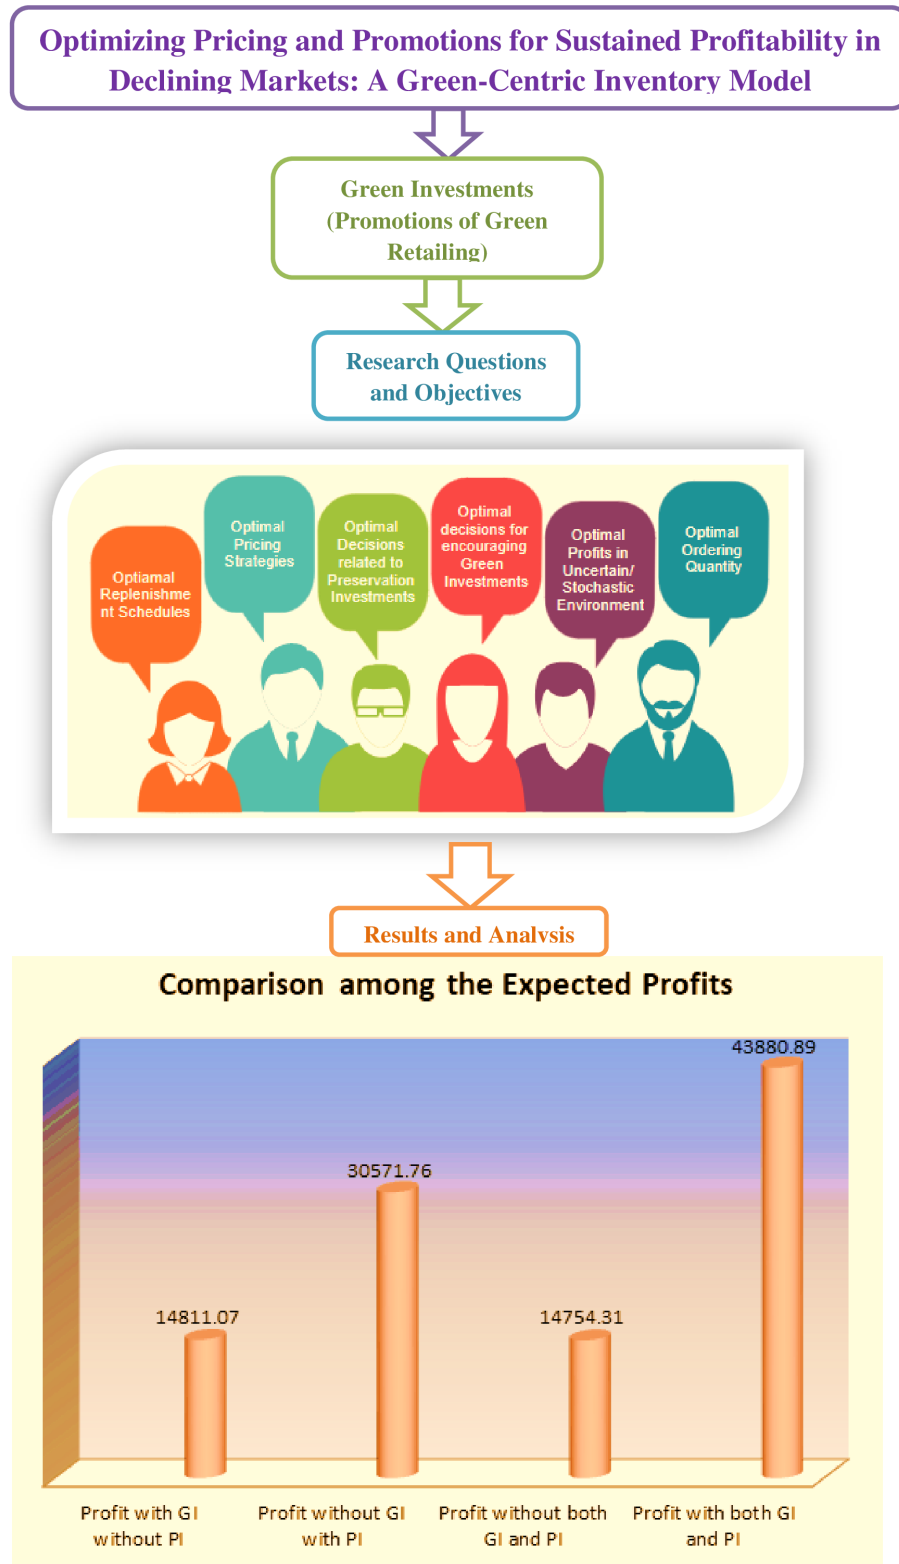 Optimizing Pricing and Promotions for Sustained Profitability in
Declining Markets: A Green-Centric Inventory Model
Green Investments
(Promotions of Green
Retailing)
Research Questions
and Objectives
Optiamal
Replenishme
nt Schedules
Optimal
Pricing
Strategies
Optimal
Decisions
related to
Preservation
Investments
Optimal
decisions for
encouraging
Green
Investments
Optimal
Profits in
Uncertain/
Stochastic
Environment
Optimal
Ordering
Quantity
Results and Analysis
Comparison among the Expected Profits
14811.07
30571.76
14754.31
43880.89
Profit with GI
without PI
Profit without GI
with PI
Profit without both
GI and PI
Profit with both GI
and PI